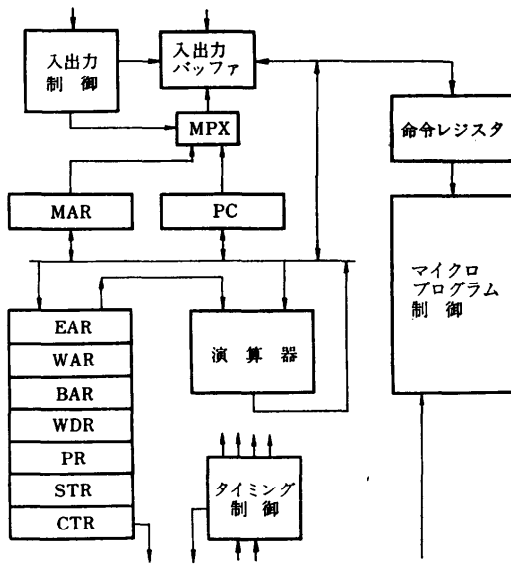 入出力
制御
入出力
バッファ
MPX
命令レジスタ
MAR
PC
マイクロ
プログラム
制御
EAR
WAR
BAR
WDR
PR
STR
CTR
演算器
タイミング
制御